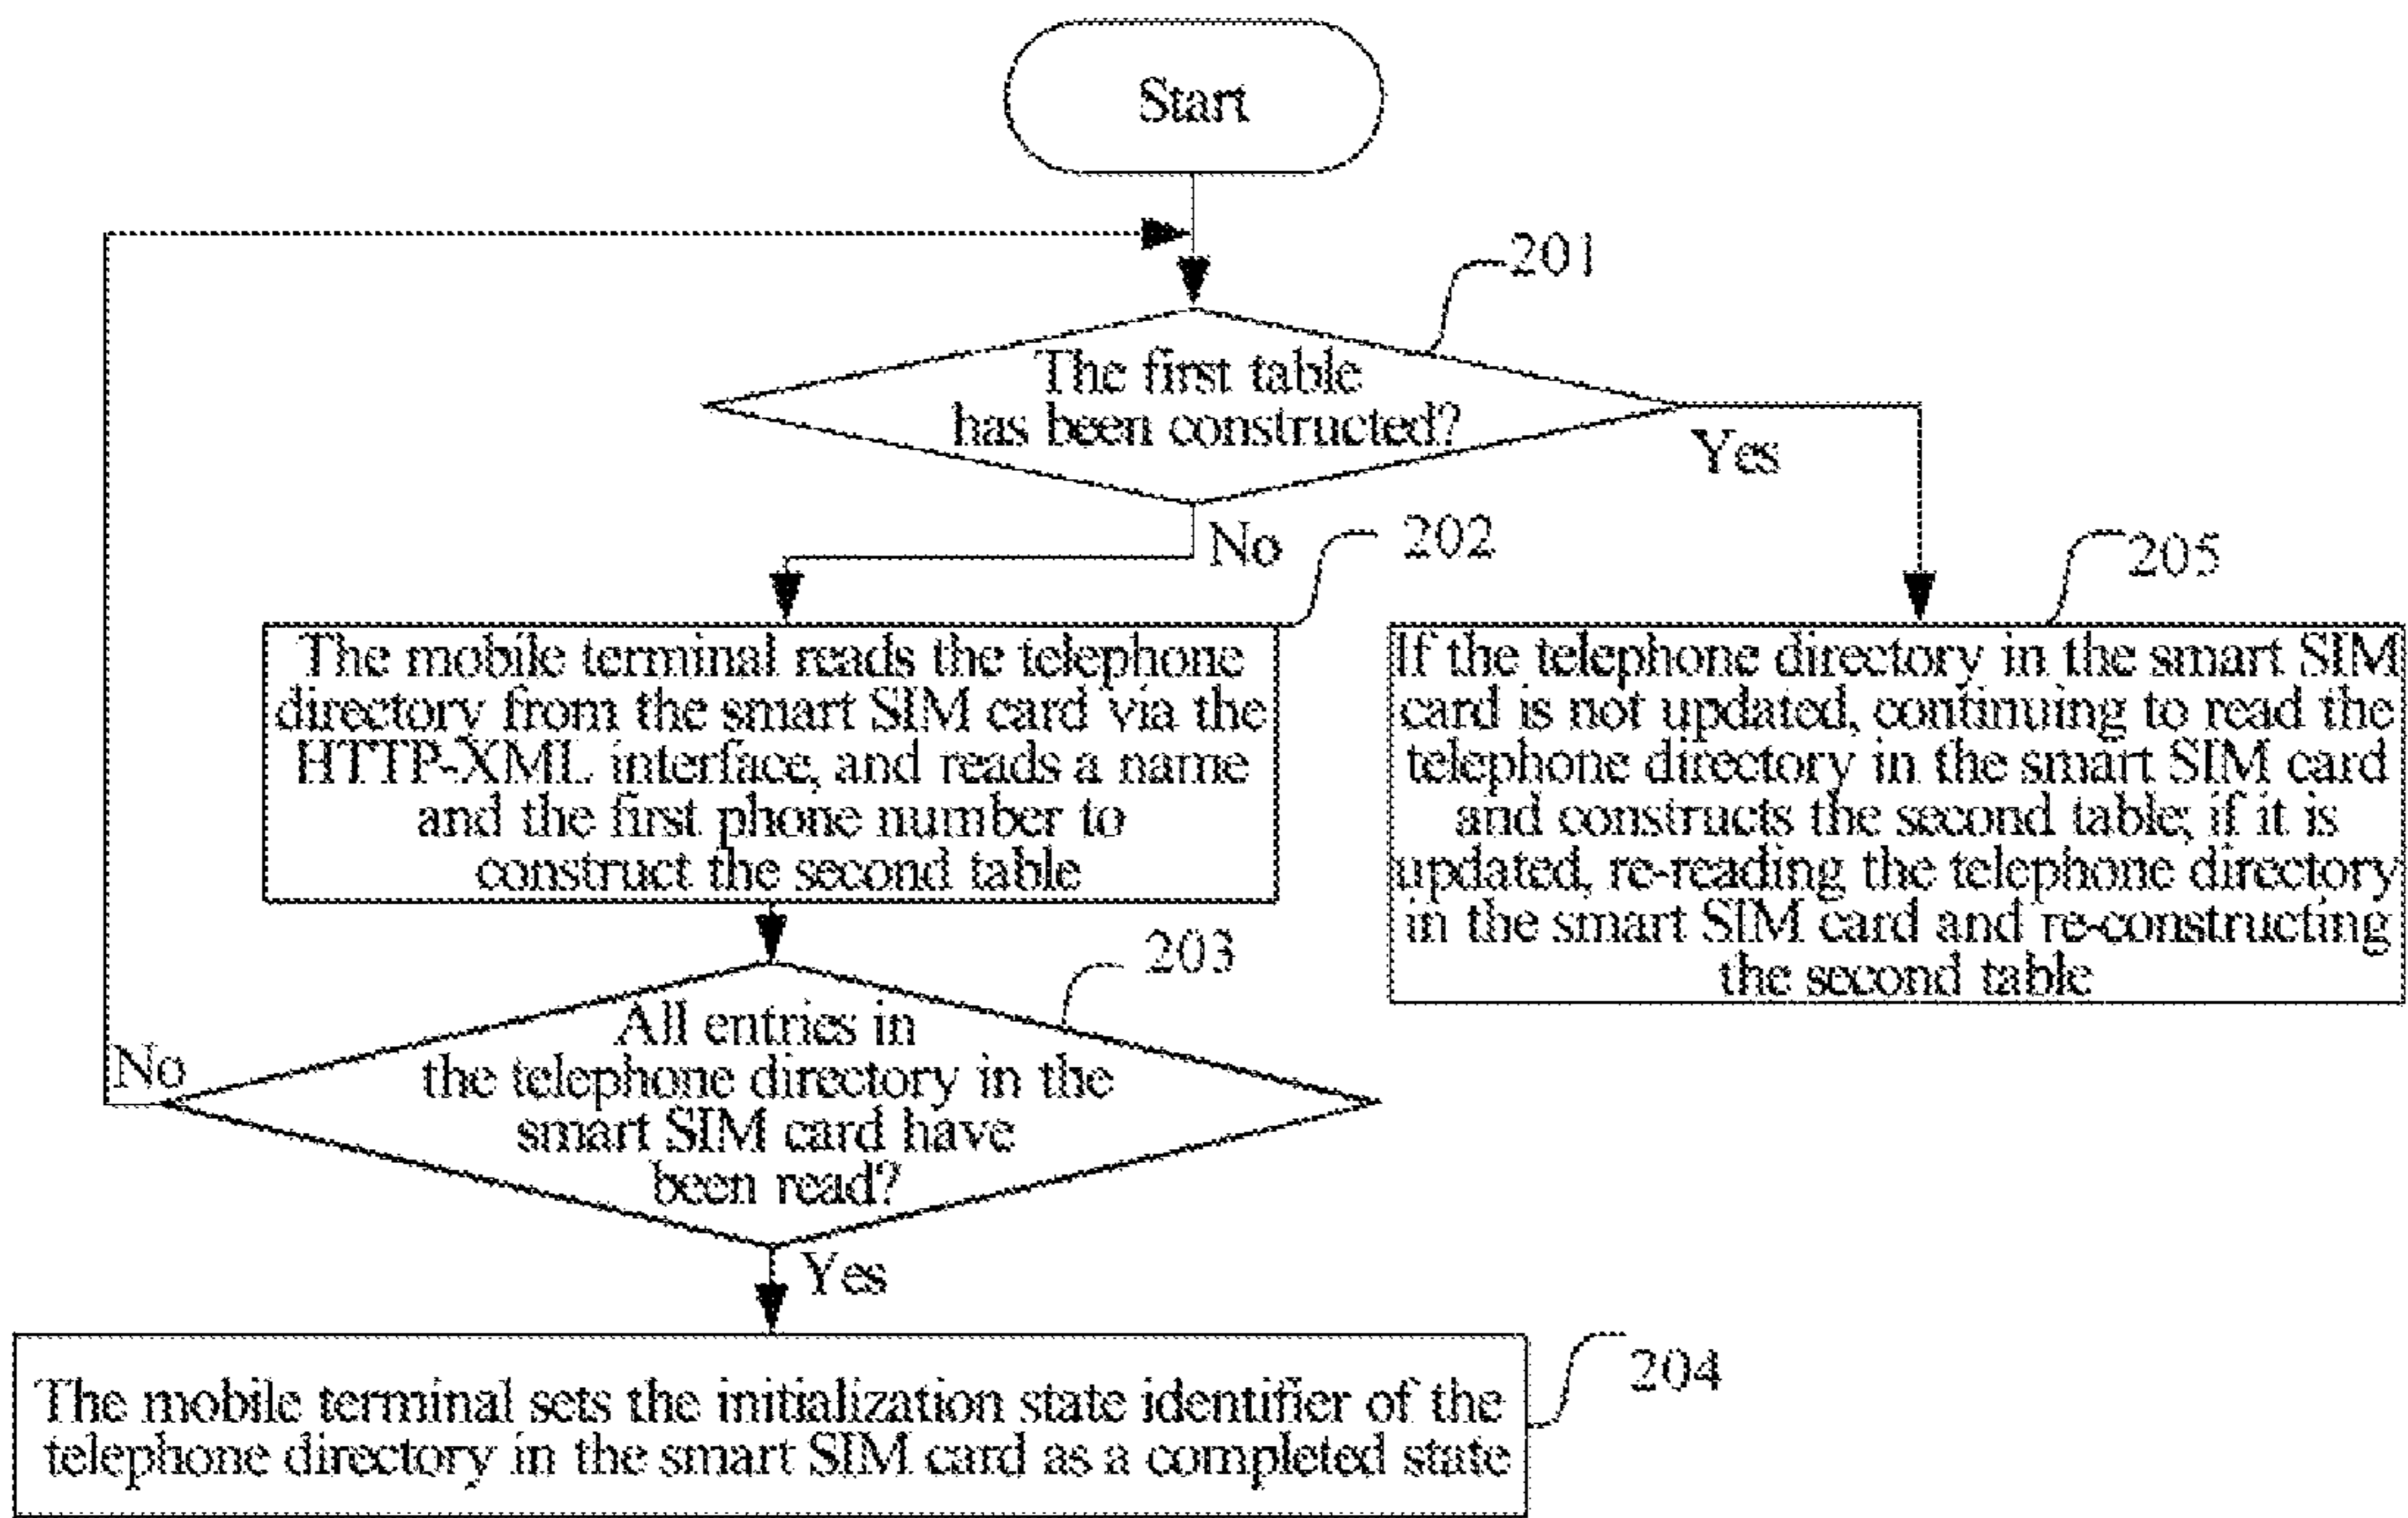 Start
201
The first table
has been constructed?
Yes
No
202
205
The mobile terminal reads the telephone
directory from the smart SIM card via the
HTTP-XML interface, and reads a name
and the first phone number to
construct the second table
If the telephone directory in the smart SIM
card is not updated, continuing to read the
telephone directory in the smart SIM card
and constructs the second table; if it is
updated, re-reading the telephone directory
in the smart SIM card and re-constructing
the second table
203
All entries in
the telephone directory in the
smart SIM card have
been read?
No
Yes
204
The mobile terminal sets the initialization state identifier of the
telephone directory in the smart SIM card as a completed state